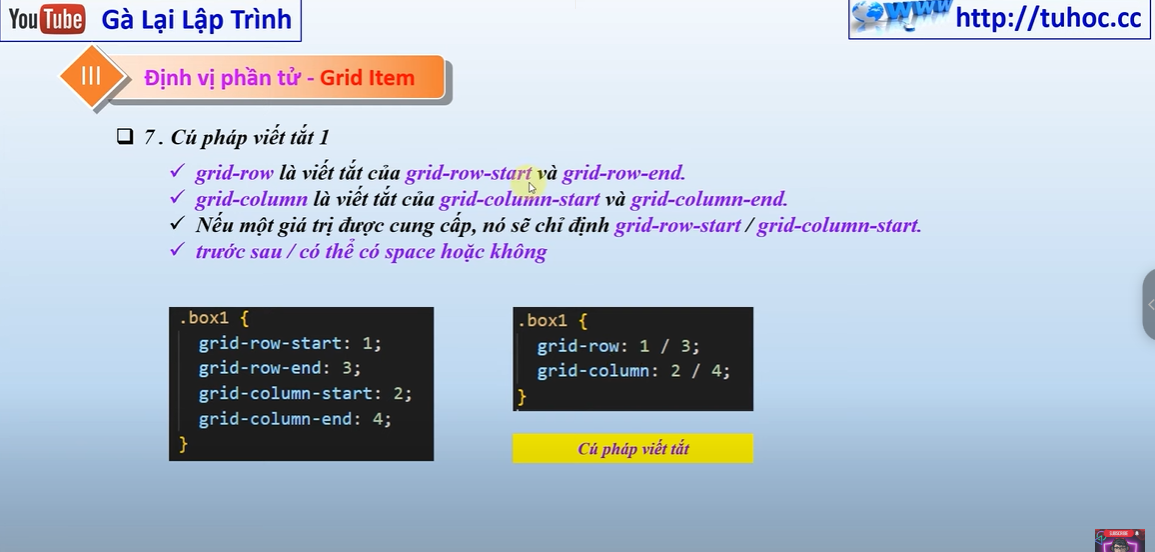 YouTube Gà Lại Lập Trình
WWW http://tuhoc.cc
III Định vị phần tử - Grid Item
7 . Cú pháp viết tắt 1
grid-row là viết tắt của grid-row-start và grid-row-end.
grid-column là viết tắt của grid-column-start và grid-column-end.
Nếu một giá trị được cung cấp, nó sẽ chỉ định grid-row-start / grid-column-start.
trước sau / có thể có space hoặc không
.box1 {
grid-row-start: 1;
grid-row-end: 3;
grid-column-start: 2;
grid-column-end: 4;
}
.box1 {
grid-row: 1 / 3;
grid-column: 2 / 4;
}
Cú pháp viết tắt
SUBSCRIBE